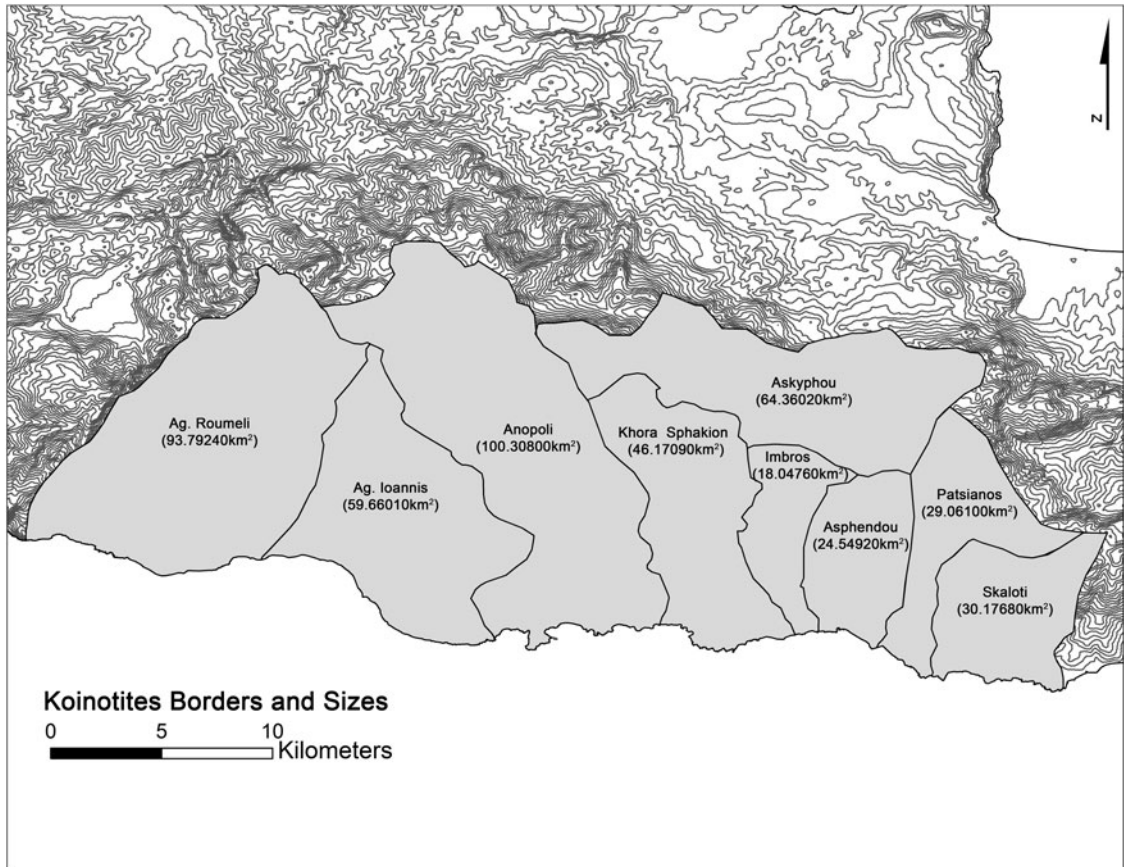 N
Askyphou
(64.36020km²)
Ag. Roumeli
(93.79240km²)
Anopoli
(100.30800km²)
Khora Sphakion
(46.17090km²)
Imbros
(18.04760km²)
Ag. Ioannis
(59.66010km²)
Patsianos
(29.06100km²)
Asphendou
(24.54920km²)
Skaloti
(30.17680km²)
Koinotites Borders and Sizes
0 5 10
Kilometers